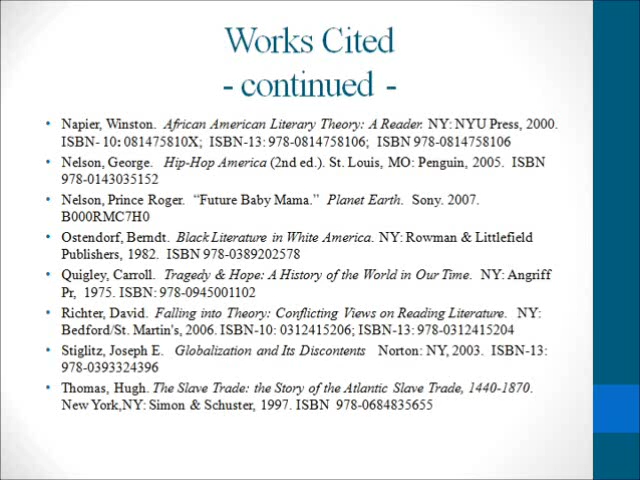 Works Cited
- continued -
• Napier, Winston. African American Literary Theory: A Reader. NY: NYU Press, 2000.
ISBN- 10: 081475810X; ISBN-13: 978-0814758106; ISBN 978-0814758106
• Nelson, George. Hip-Hop America (2nd ed.). St. Louis, MO: Penguin, 2005. ISBN
978-0143035152
• Nelson, Prince Roger. “Future Baby Mama.” Planet Earth. Sony. 2007.
B000RMC7H0
• Ostendorf, Berndt. Black Literature in White America. NY: Rowman & Littlefield
Publishers, 1982. ISBN 978-0389202578
• Quigley, Carroll. Tragedy & Hope: A History of the World in Our Time. NY: Angriff
Pr, 1975. ISBN: 978-0945001102
• Richter, David. Falling into Theory: Conflicting Views on Reading Literature. NY:
Bedford/St. Martin's, 2006. ISBN-10: 0312415206; ISBN-13: 978-0312415204
• Stiglitz, Joseph E. Globalization and Its Discontents Norton: NY, 2003. ISBN-13:
978-0393324396
• Thomas, Hugh. The Slave Trade: the Story of the Atlantic Slave Trade, 1440-1870.
New York,NY: Simon & Schuster, 1997. ISBN 978-0684835655